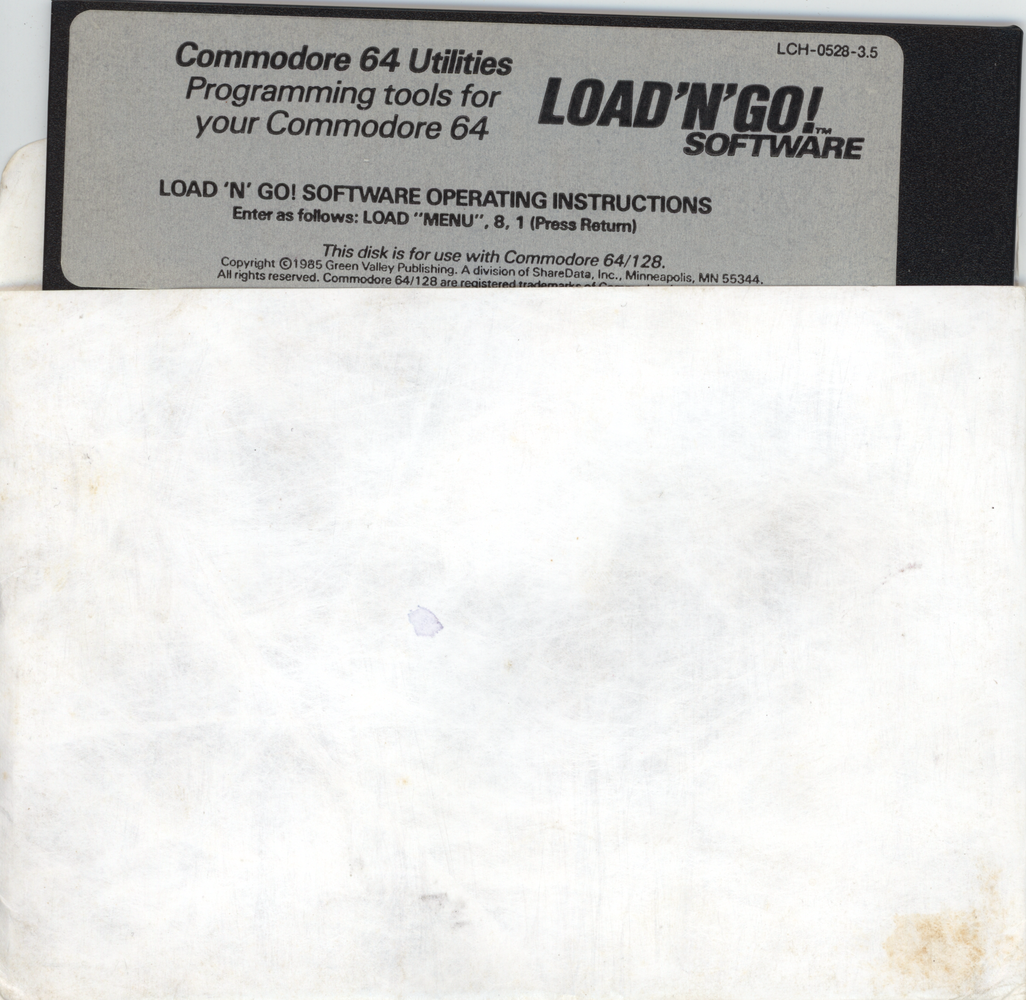 LCH-0528-3.5
Commodore 64 Utilities
Programming tools for
your Commodore 64
LOAD'N'GO!™
SOFTWARE
LOAD 'N' GO! SOFTWARE OPERATING INSTRUCTIONS
Enter as follows: LOAD "MENU", 8, 1 (Press Return)
This disk is for use with Commodore 64/128.
Copyright ©1985 Green Valley Publishing. A division of ShareData, Inc., Minneapolis, MN 55344.
All rights reserved. Commodore 64/128 are registered trademarks of